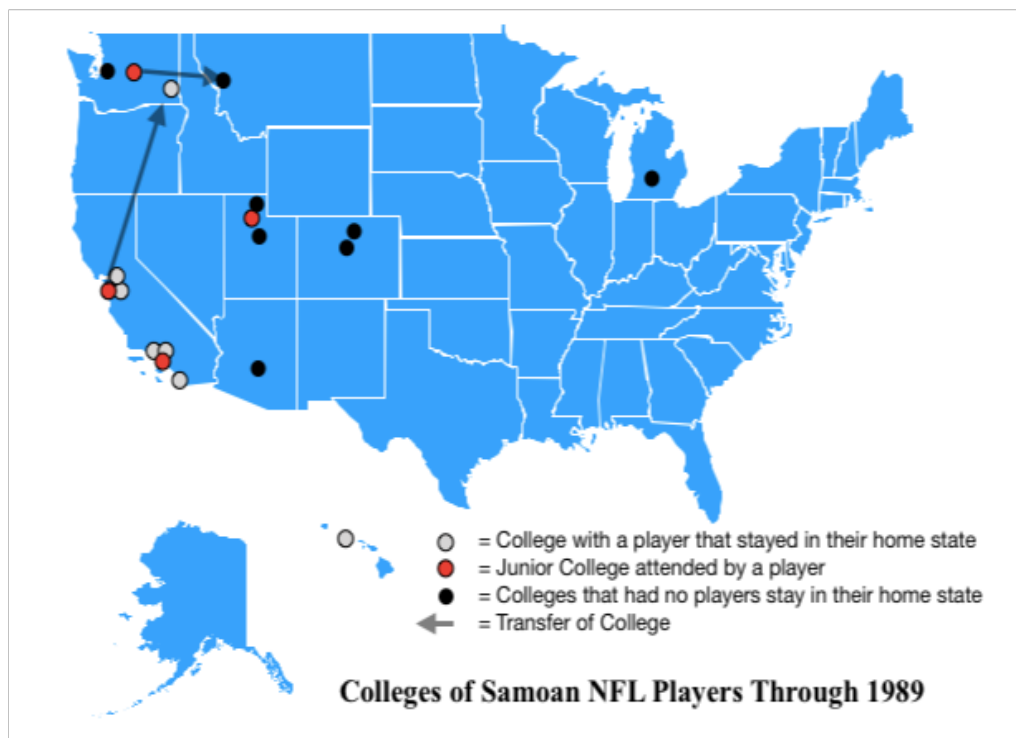 = College with a player that stayed in their home state
= Junior College attended by a player
= Colleges that had no players stay in their home state
= Transfer of College
Colleges of Samoan NFL Players Through 1989